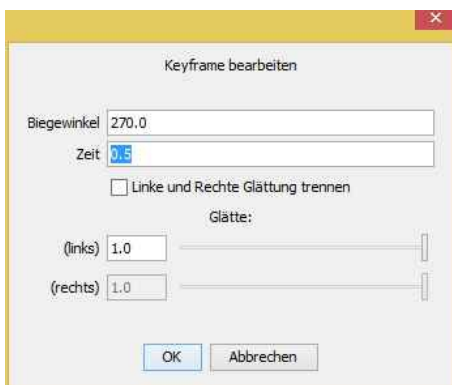 Keyframe bearbeiten
Biegewinkel 270.0
Zeit 0.5
Linke und Rechte Glättung trennen
Glätte:
(links) 1.0
(rechts) 1.0
OK Abbrechen